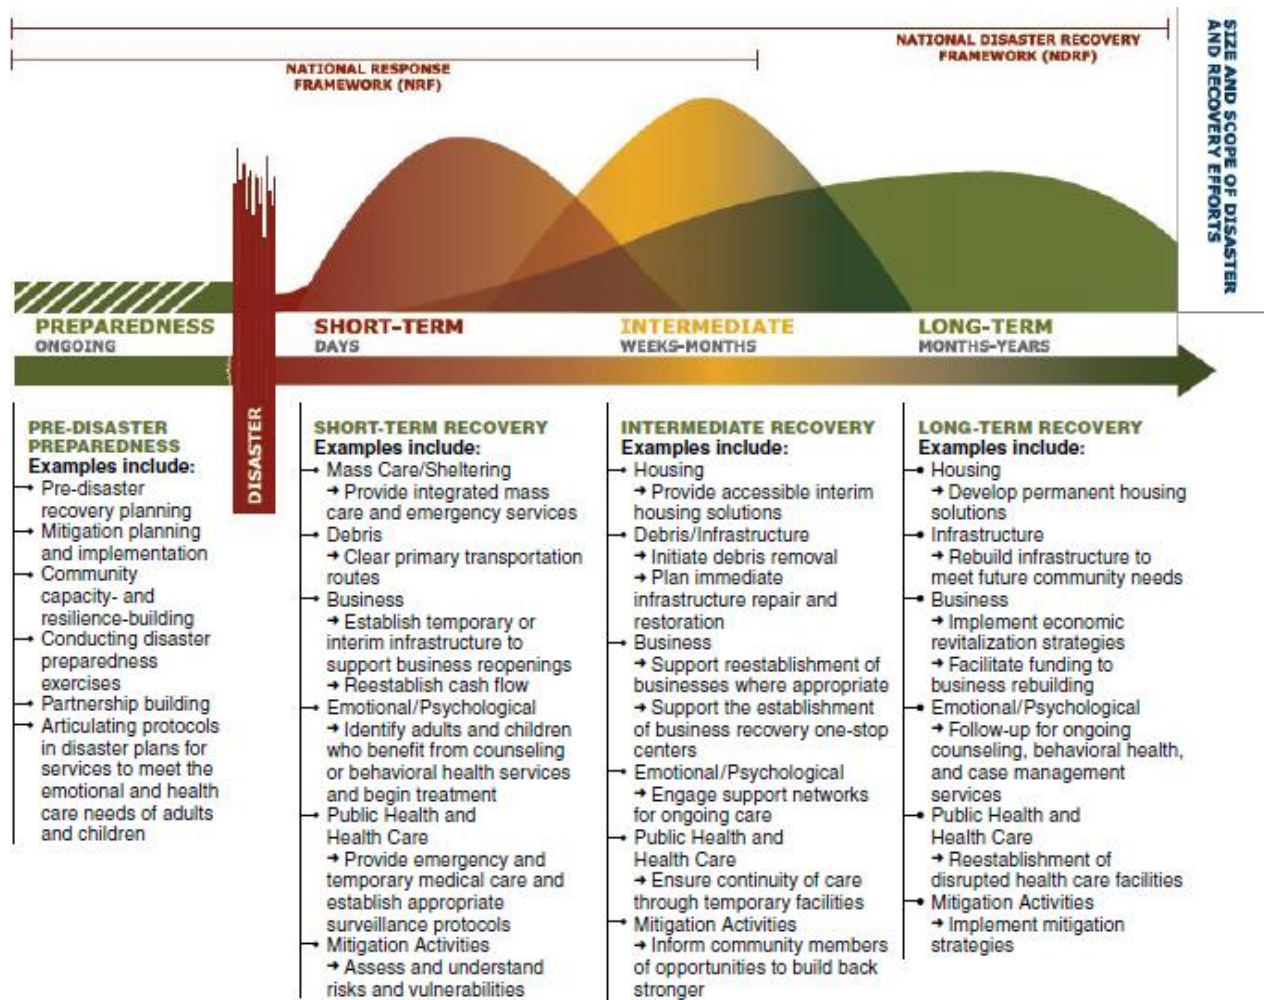 NATIONAL DISASTER RECOVERY
FRAMEWORK (NDRF)
NATIONAL RESPONSE
FRAMEWORK (NRF)
SIZE AND SCOPE OF DISASTER
AND RECOVERY EFFORTS
PREPAREDNESS
ONGOING
SHORT-TERM
DAYS
INTERMEDIATE
WEEKS-MONTHS
LONG-TERM
MONTHS-YEARS
DISASTER
PRE-DISASTER
PREPAREDNESS
Examples include:
Pre-disaster
recovery planning
Mitigation planning
and implementation
Community
capacity- and
resilience-building
Conducting disaster
preparedness
exercises
Partnership building
Articulating protocols
in disaster plans for
services to meet the
emotional and health
care needs of adults
and children
SHORT-TERM RECOVERY
Examples include:
Mass Care/Sheltering
➔ Provide integrated mass
care and emergency services
Debris
➔ Clear primary transportation
routes
Business
➔ Establish temporary or
interim infrastructure to
support business reopenings
➔ Reestablish cash flow
Emotional/Psychological
➔ Identify adults and children
who benefit from counseling
or behavioral health services
and begin treatment
Public Health and
Health Care
➔ Provide emergency and
temporary medical care and
establish appropriate
surveillance protocols
Mitigation Activities
➔ Assess and understand
risks and vulnerabilities
INTERMEDIATE RECOVERY
Examples include:
Housing
➔ Provide accessible interim
housing solutions
Debris/Infrastructure
➔ Initiate debris removal
➔ Plan immediate
infrastructure repair and
restoration
Business
➔ Support reestablishment of
businesses where appropriate
➔ Support the establishment
of business recovery one-stop
centers
Emotional/Psychological
➔ Engage support networks
for ongoing care
Public Health and
Health Care
➔ Ensure continuity of care
through temporary facilities
Mitigation Activities
➔ Inform community members
of opportunities to build back
stronger
LONG-TERM RECOVERY
Examples include:
Housing
➔ Develop permanent housing
solutions
Infrastructure
➔ Rebuild infrastructure to
meet future community needs
Business
➔ Implement economic
revitalization strategies
➔ Facilitate funding to
business rebuilding
Emotional/Psychological
➔ Follow-up for ongoing
counseling, behavioral health,
and case management
services
Public Health and
Health Care
➔ Reestablishment of
disrupted health care facilities
Mitigation Activities
➔ Implement mitigation
strategies